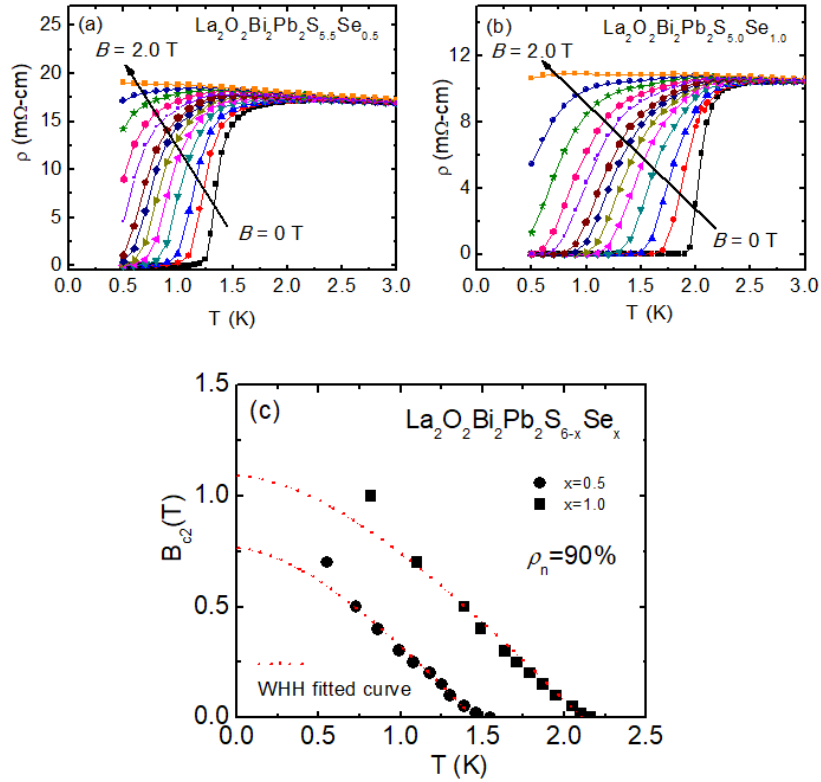 (a) La₂O₂Bi₂Pb₂S₅.₅Se₀.₅
B = 2.0 T
B = 0 T
ρ (mΩ-cm)
25
20
15
10
5
0
0.0 0.5 1.0 1.5 2.0 2.5 3.0
T (K)
(b) La₂O₂Bi₂Pb₂S₅.₀Se₁.₀
B = 2.0 T
B = 0 T
ρ (mΩ-cm)
12
8
4
0
0.0 0.5 1.0 1.5 2.0 2.5 3.0
T (K)
(c) La₂O₂Bi₂Pb₂S₆₋ₓSeₓ
x=0.5
x=1.0
ρₙ=90%
WHH fitted curve
B_c2(T)
1.5
1.0
0.5
0.0
0.0 0.5 1.0 1.5 2.0 2.5
T (K)